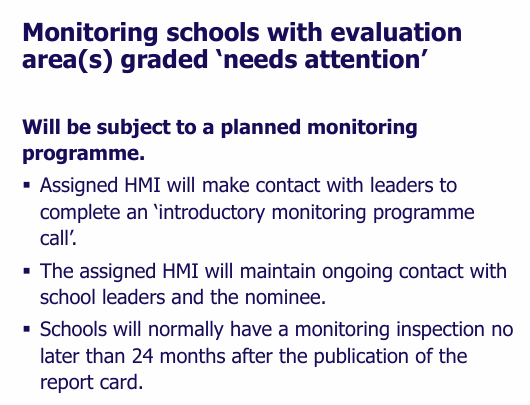 Monitoring schools with evaluation
area(s) graded ‘needs attention’
Will be subject to a planned monitoring
programme.
▪ Assigned HMI will make contact with leaders to
complete an ‘introductory monitoring programme
call’.
▪ The assigned HMI will maintain ongoing contact with
school leaders and the nominee.
▪ Schools will normally have a monitoring inspection no
later than 24 months after the publication of the
report card.